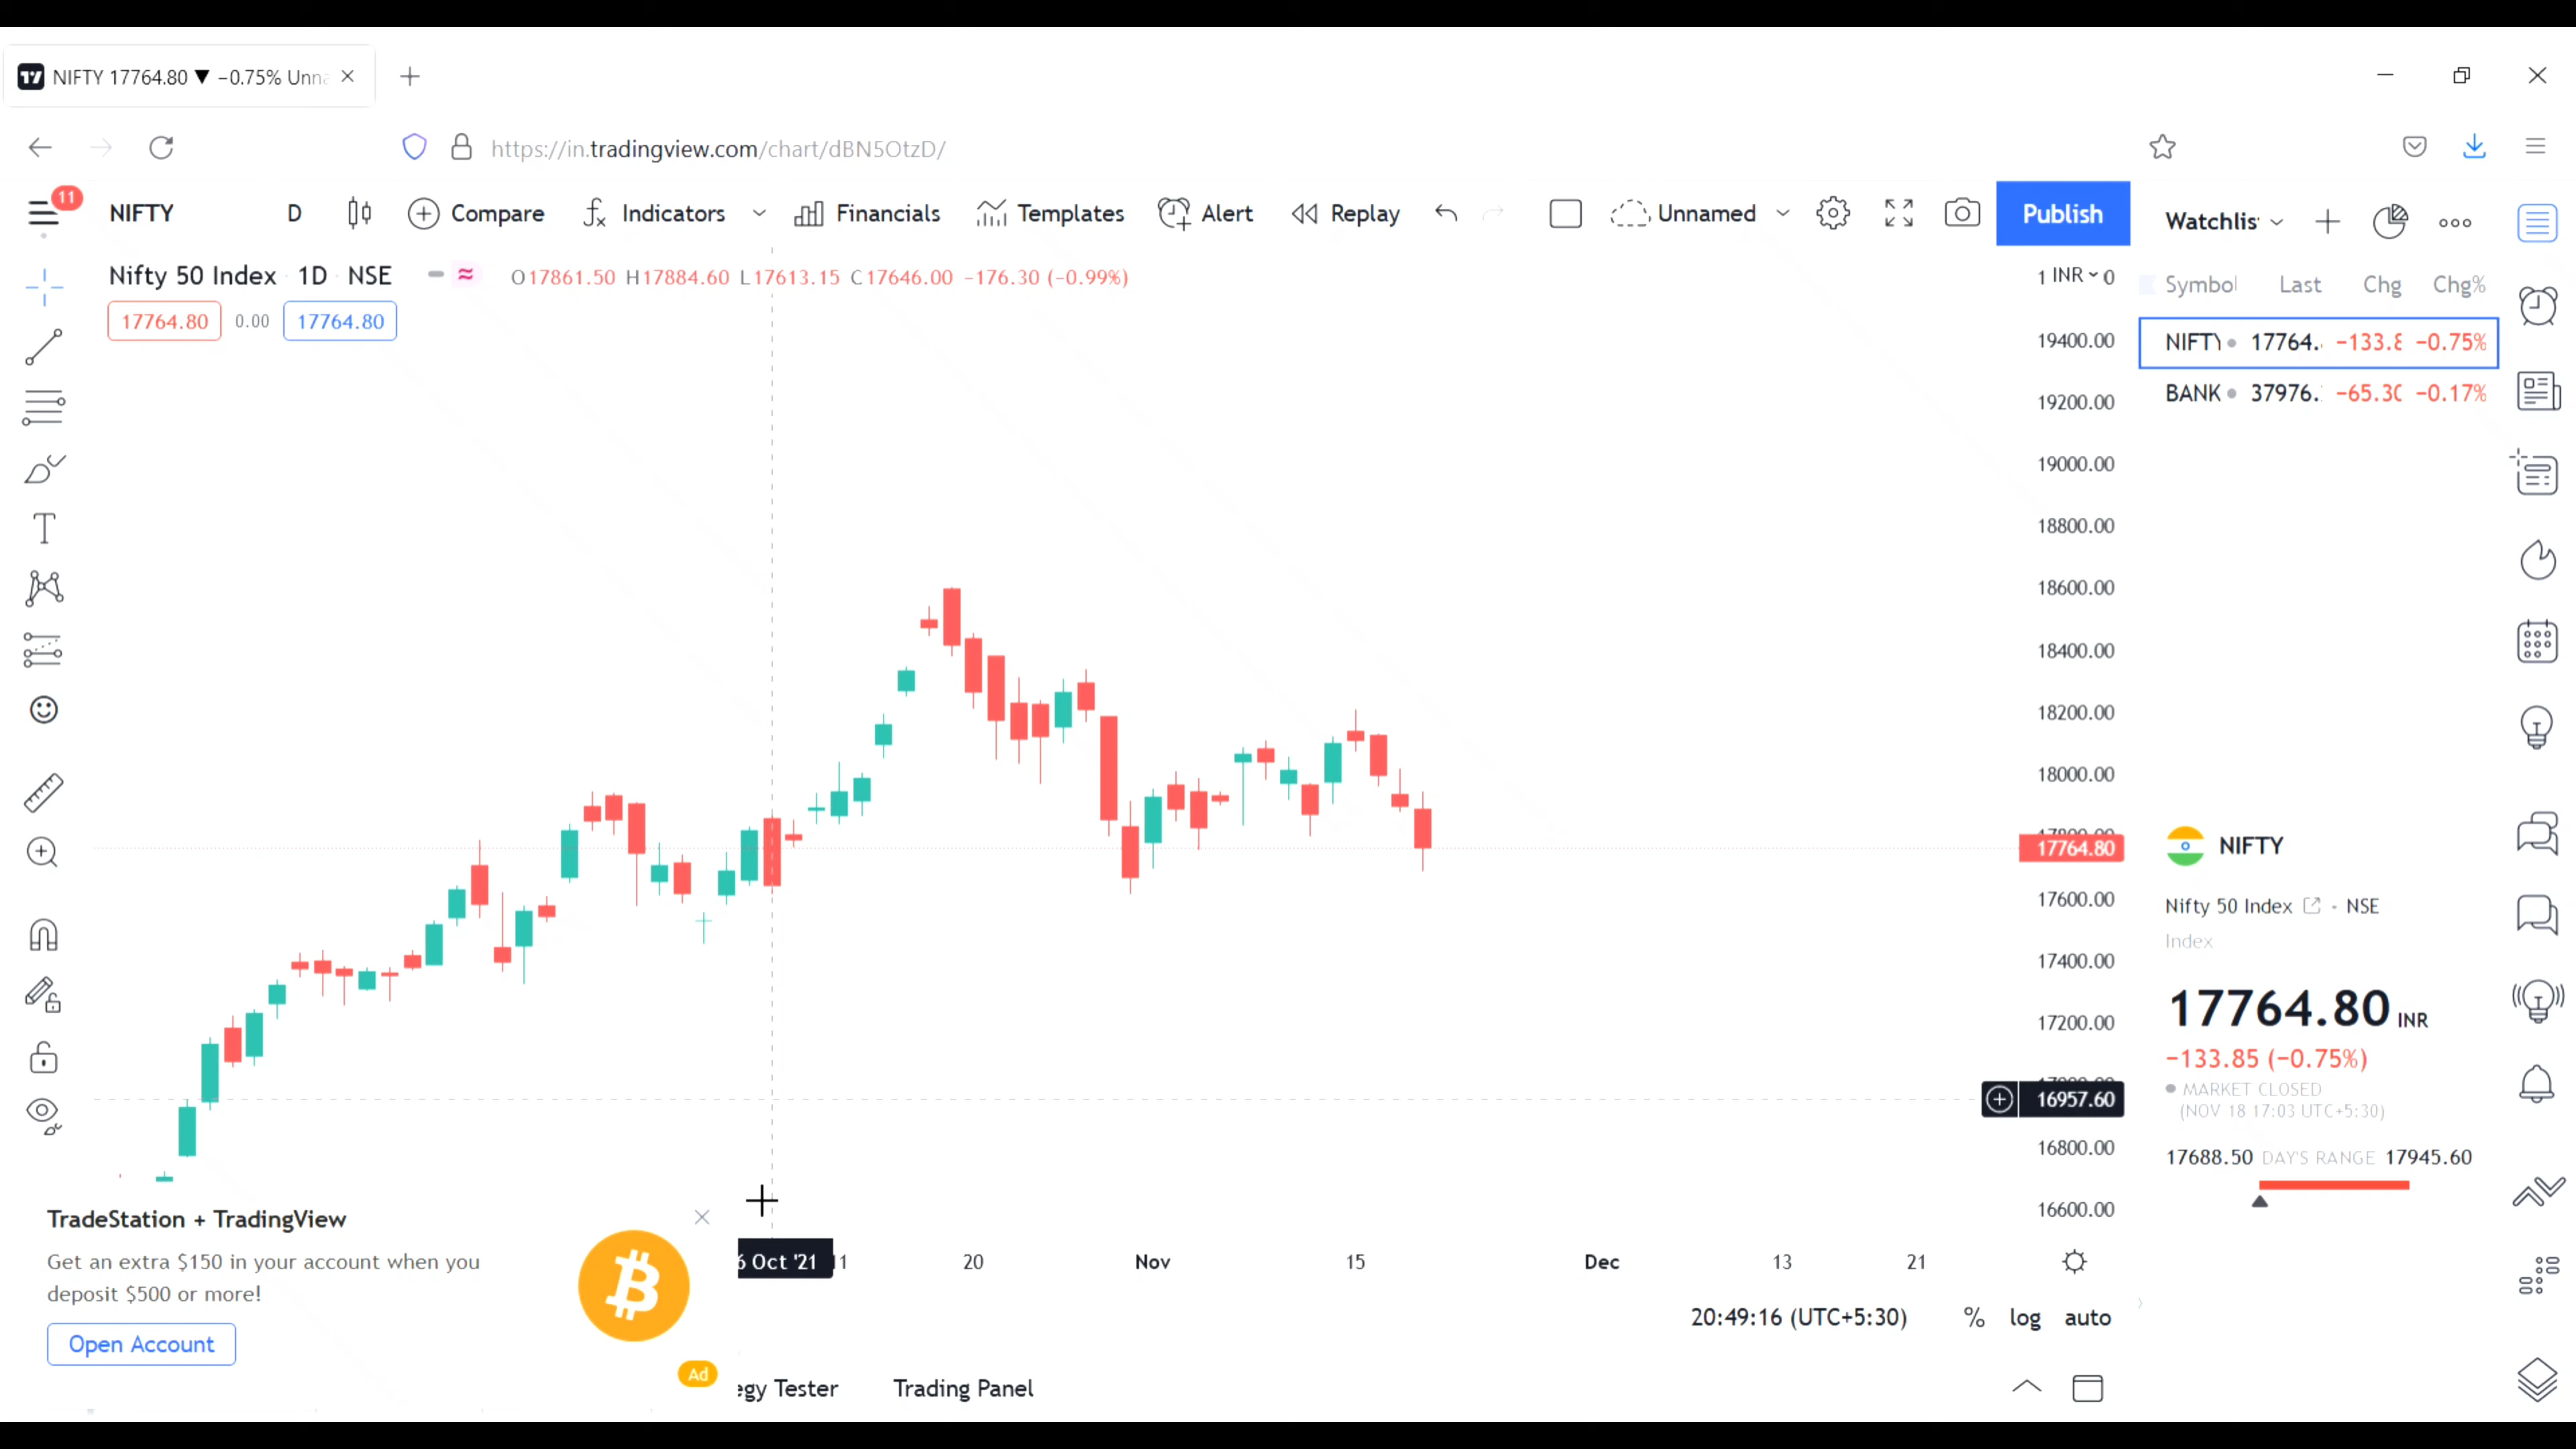 NIFTY 17764.80 ▼ −0.75% Unna
https://in.tradingview.com/chart/dBN5OtzD/
11
NIFTY D Compare Indicators Financials Templates Alert Replay Unnamed Publish
Nifty 50 Index · 1D · NSE
O17861.50 H17884.60 L17613.15 C17646.00 −176.30 (−0.99%)
17764.80 0.00 17764.80
INR
19400.00
19200.00
19000.00
18800.00
18600.00
18400.00
18200.00
18000.00
17764.80
17600.00
17400.00
17200.00
16957.60
16800.00
16600.00
6 Oct '21 11 20 Nov 15 Dec 13 21
20:49:16 (UTC+5:30) % log auto
egy Tester Trading Panel
TradeStation + TradingView
Get an extra $150 in your account when you
deposit $500 or more!
Open Account
Ad
Watchlis
Symbol Last Chg Chg%
NIFTY 17764. −133.8 −0.75%
BANK 37976. −65.30 −0.17%
NIFTY
Nifty 50 Index - NSE
Index
17764.80 INR
−133.85 (−0.75%)
MARKET CLOSED
(NOV 18 17:03 UTC+5:30)
17688.50 DAY'S RANGE 17945.60